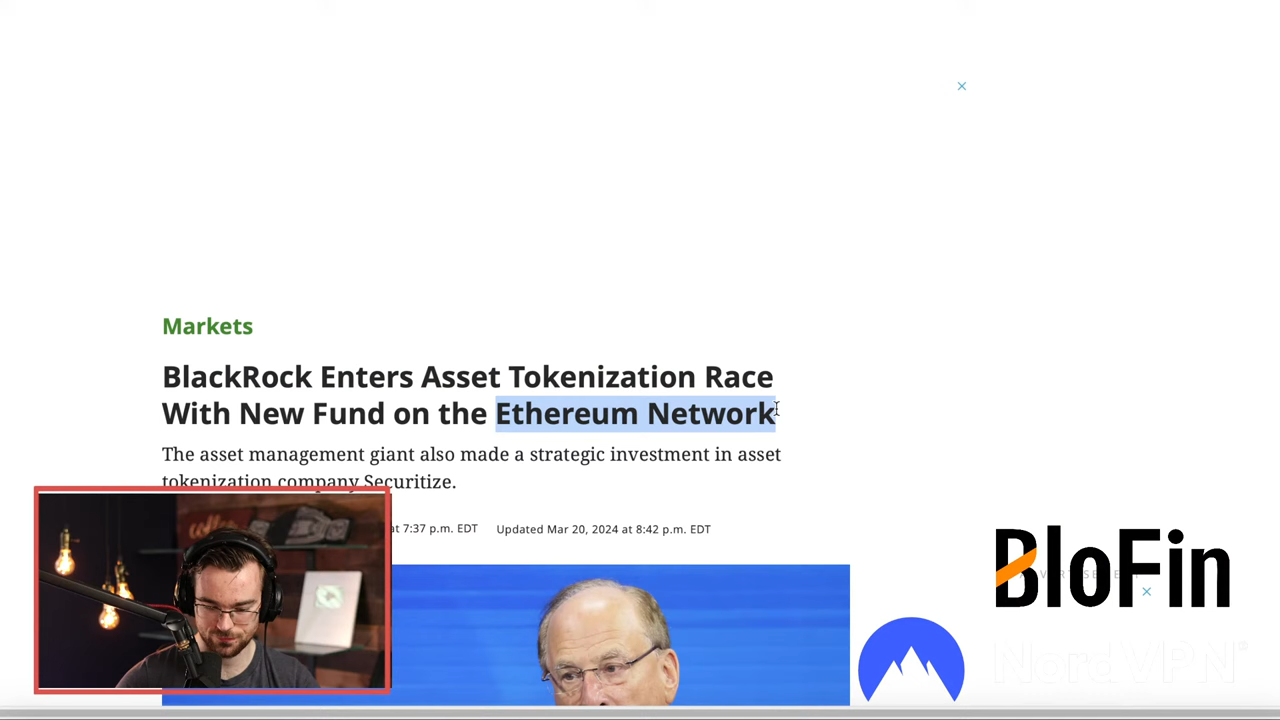 Markets
BlackRock Enters Asset Tokenization Race
With New Fund on the Ethereum Network
The asset management giant also made a strategic investment in asset
tokenization company Securitize.
at 7:37 p.m. EDT Updated Mar 20, 2024 at 8:42 p.m. EDT
BloFin
NordVPN®